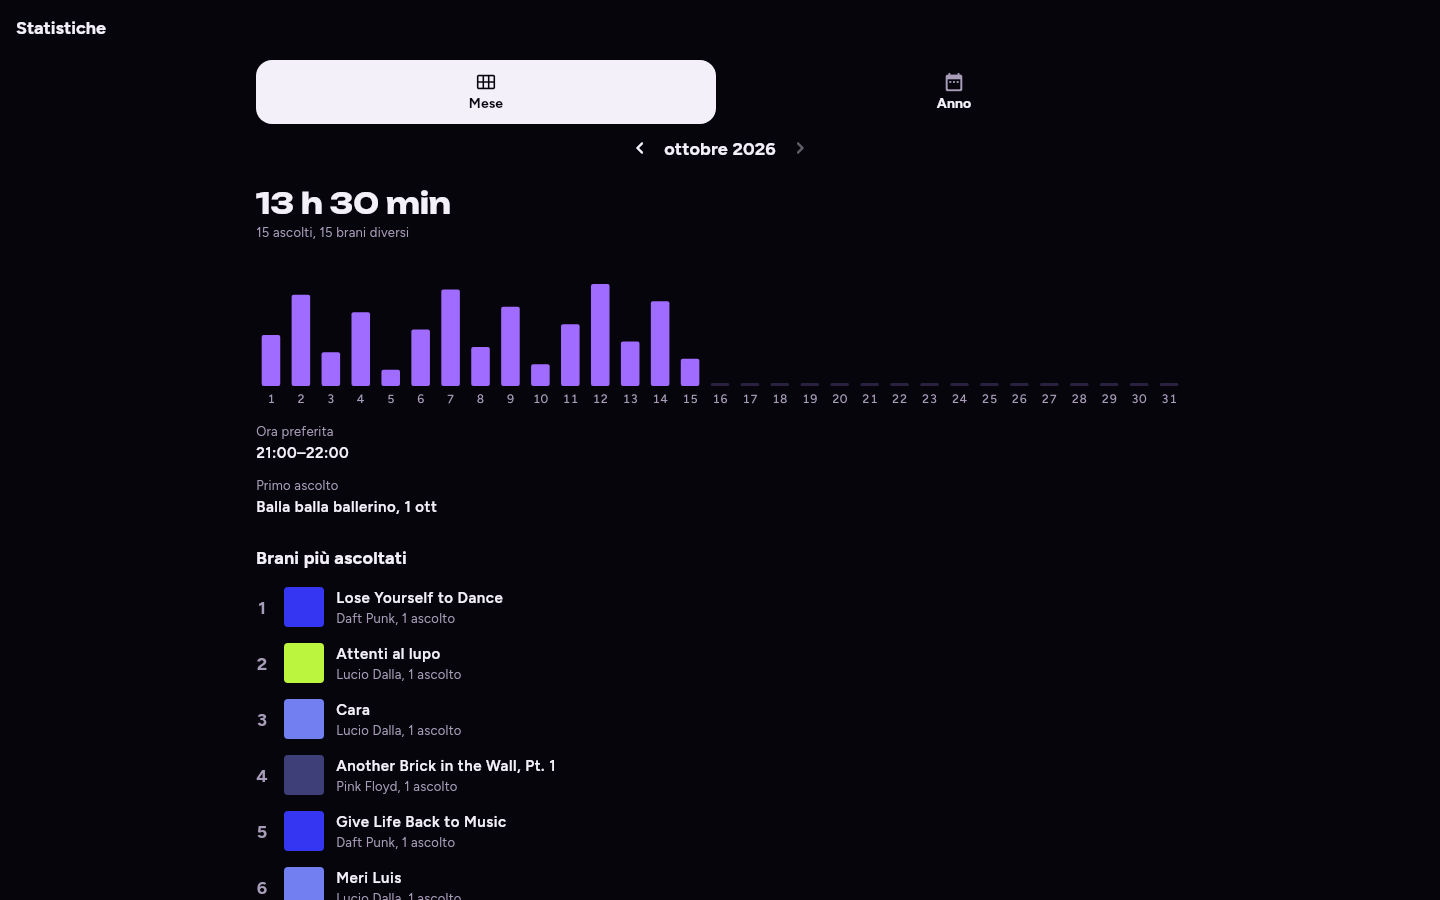 Statistiche
Mese
Anno
ottobre 2026
13 h 30 min
15 ascolti, 15 brani diversi
1 2 3 4 5 6 7 8 9 10 11 12 13 14 15 16 17 18 19 20 21 22 23 24 25 26 27 28 29 30 31
Ora preferita
21:00–22:00
Primo ascolto
Balla balla ballerino, 1 ott
Brani più ascoltati
1
Lose Yourself to Dance
Daft Punk, 1 ascolto
2
Attenti al lupo
Lucio Dalla, 1 ascolto
3
Cara
Lucio Dalla, 1 ascolto
4
Another Brick in the Wall, Pt. 1
Pink Floyd, 1 ascolto
5
Give Life Back to Music
Daft Punk, 1 ascolto
6
Meri Luis
Lucio Dalla, 1 ascolto